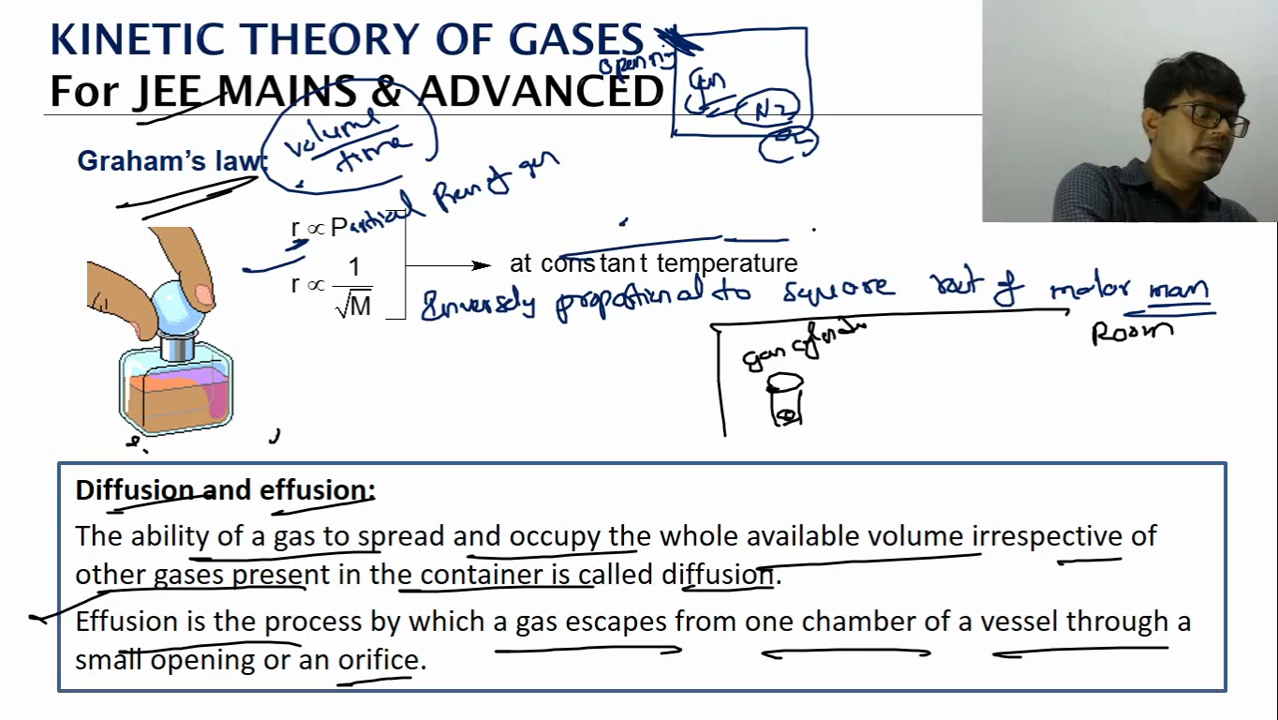 KINETIC THEORY OF GASES
For JEE MAINS & ADVANCED
opening
gas
N2
O2
volume
time
Graham's law:
r ∝ Partial Pres of gas
r ∝ 1/√M
at constant temperature
Inversely proportional to square root of molar mass
Room
gas cylinder
Diffusion and effusion:
The ability of a gas to spread and occupy the whole available volume irrespective of
other gases present in the container is called diffusion.
Effusion is the process by which a gas escapes from one chamber of a vessel through a
small opening or an orifice.